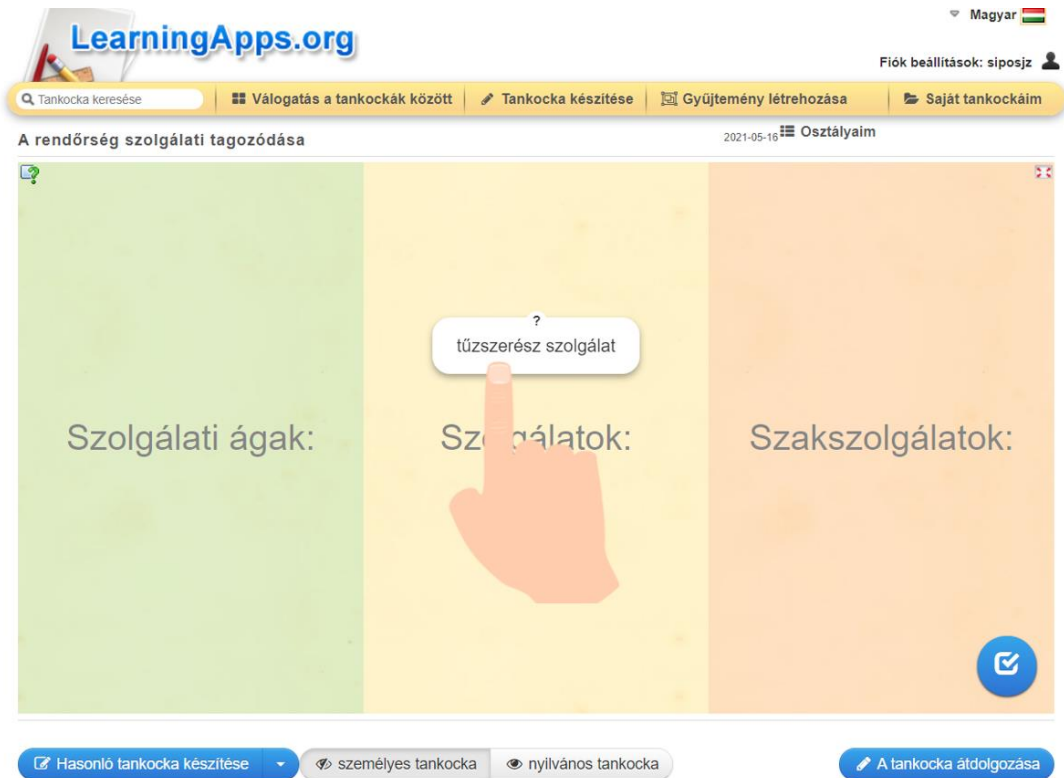 Magyar
LearningApps.org
Fiók beállítások: siposjz
Tankocka keresése
Válogatás a tankockák között
Tankocka készítése
Gyűjtemény létrehozása
Saját tankockáim
A rendőrség szolgálati tagozódása
2021-05-16 Osztályaim
?
tűzszerész szolgálat
Szolgálati ágak:
Szolgálatok:
Szakszolgálatok:
Hasonló tankocka készítése
személyes tankocka
nyilvános tankocka
A tankocka átdolgozása